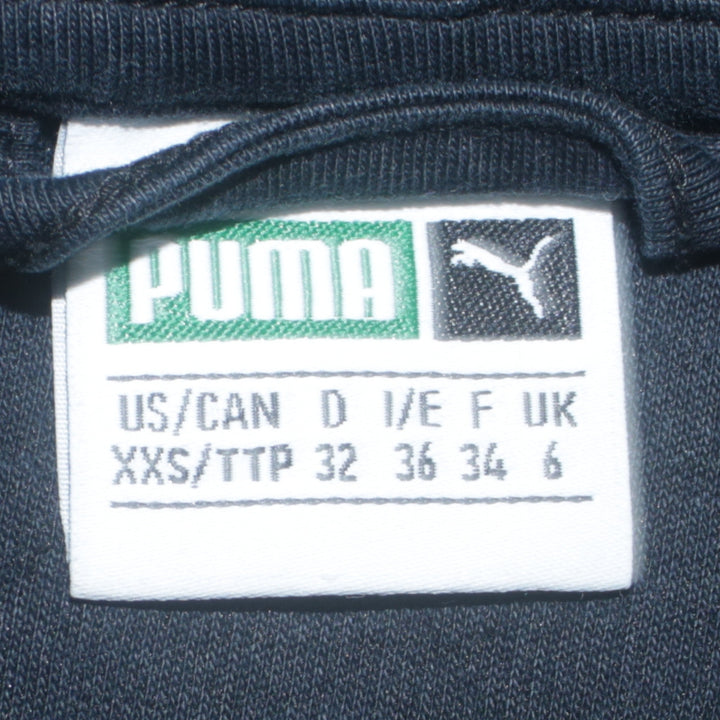 PUMA
US/CAN D I/E F UK
XXS/TTP 32 36 34 6